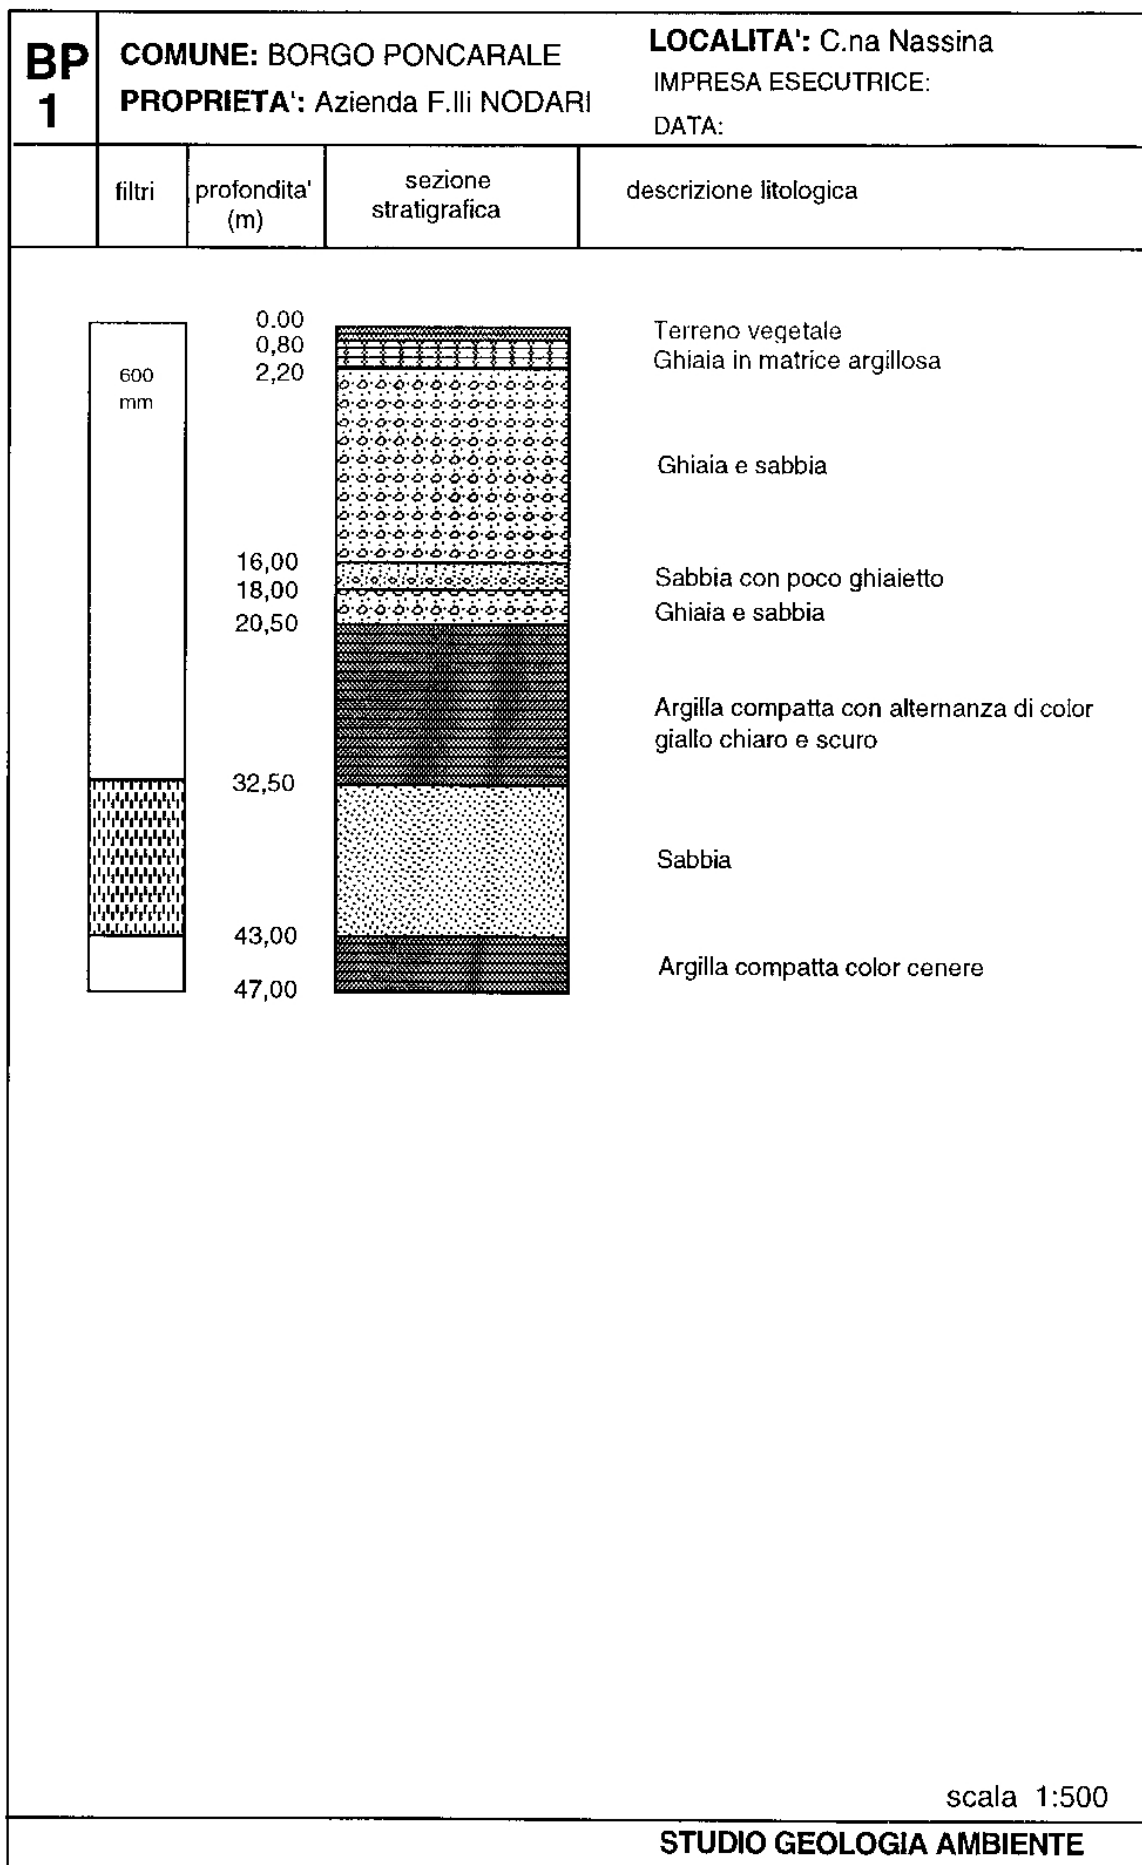 BP
1
COMUNE: BORGO PONCARALE
PROPRIETA': Azienda F.lli NODARI
LOCALITA': C.na Nassina
IMPRESA ESECUTRICE:
DATA:
filtri
profondita'
(m)
sezione
stratigrafica
descrizione litologica
600
mm
0.00
0,80
2,20
16,00
18,00
20,50
32,50
43,00
47,00
Terreno vegetale
Ghiaia in matrice argillosa
Ghiaia e sabbia
Sabbia con poco ghiaietto
Ghiaia e sabbia
Argilla compatta con alternanza di color
giallo chiaro e scuro
Sabbia
Argilla compatta color cenere
scala 1:500
STUDIO GEOLOGIA AMBIENTE